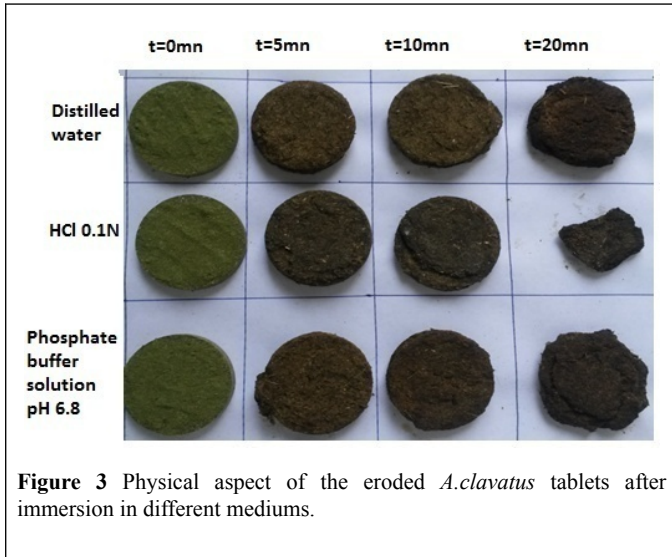 t=0mn t=5mn t=10mn t=20mn
Distilled
water
HCl 0.1N
Phosphate
buffer
solution
pH 6.8
Figure 3 Physical aspect of the eroded A.clavatus tablets after
immersion in different mediums.